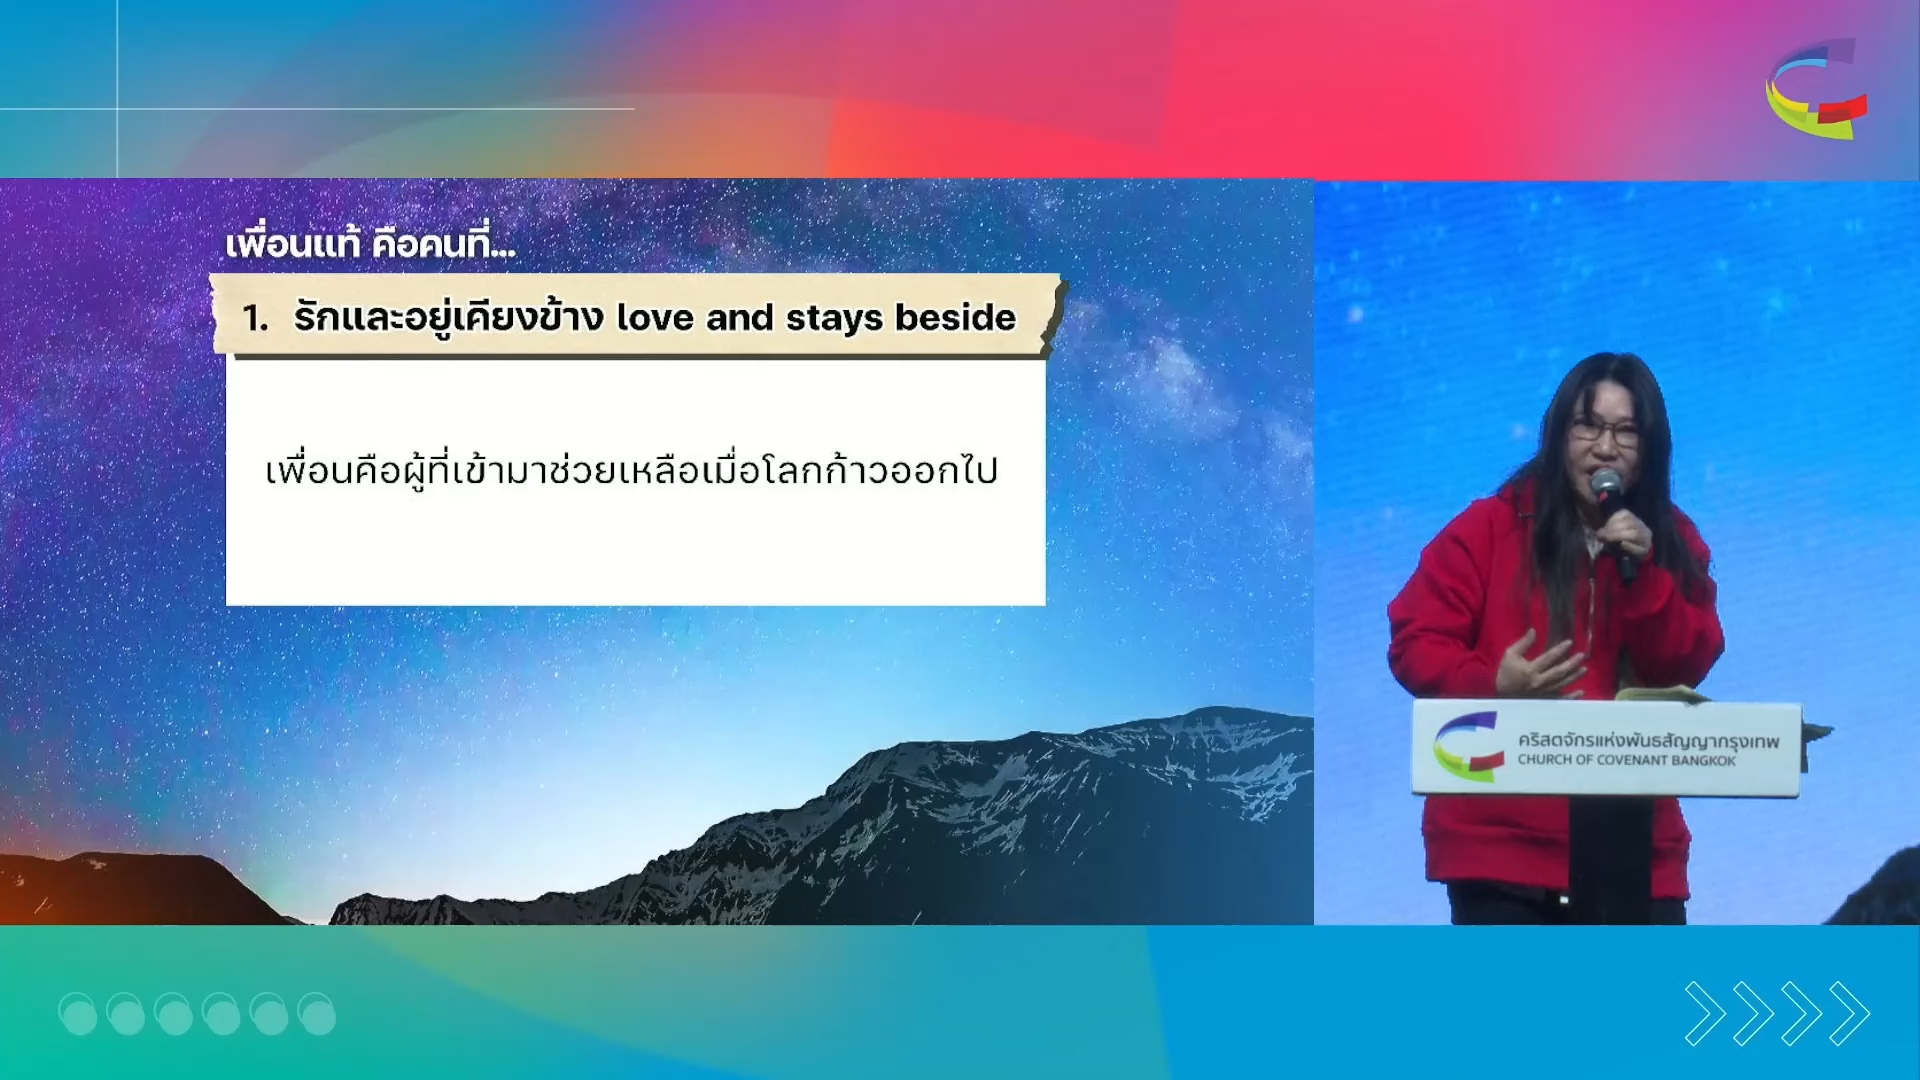 เพื่อนแท้ คือคนที่...
1. รักและอยู่เคียงข้าง love and stays beside
เพื่อนคือผู้ที่เข้ามาช่วยเหลือเมื่อโลกก้าวออกไป
คริสตจักรแห่งพันธสัญญากรุงเทพ
CHURCH OF COVENANT BANGKOK